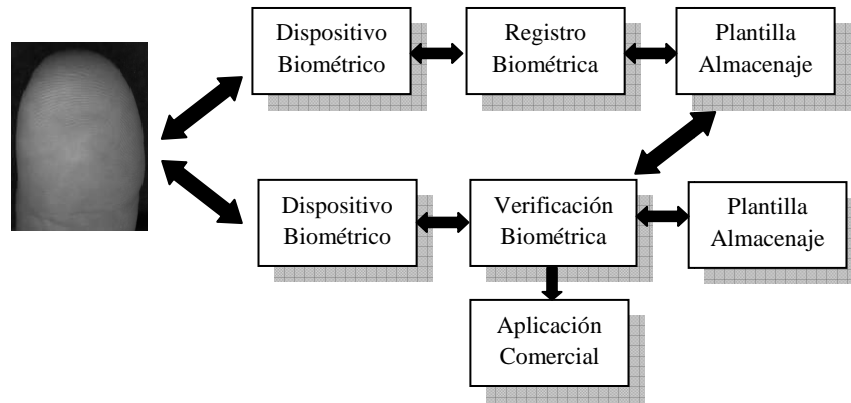 Dispositivo
Biométrico
Registro
Biométrica
Plantilla
Almacenaje
Dispositivo
Biométrico
Verificación
Biométrica
Plantilla
Almacenaje
Aplicación
Comercial